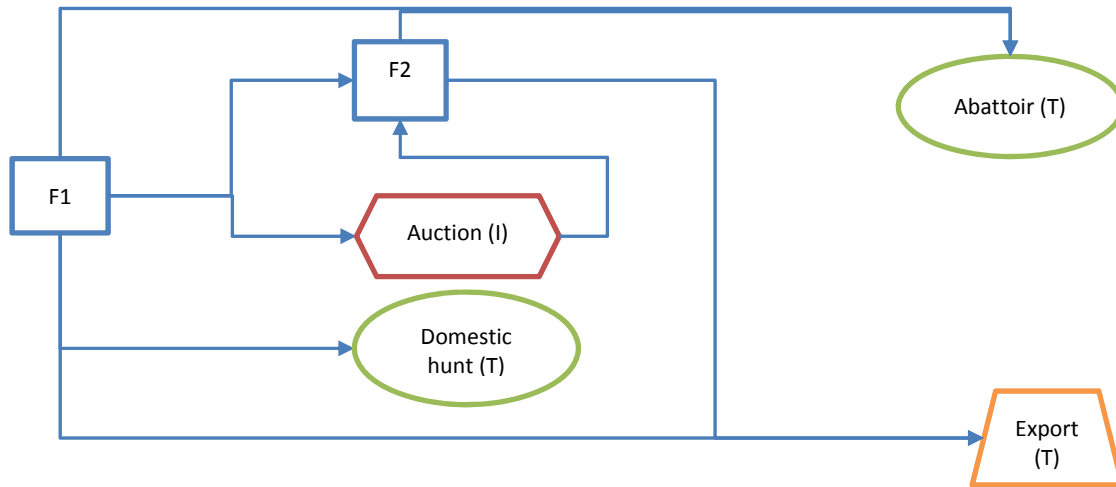 F2
Abattoir (T)
F1
Auction (I)
Domestic
hunt (T)
Export
(T)